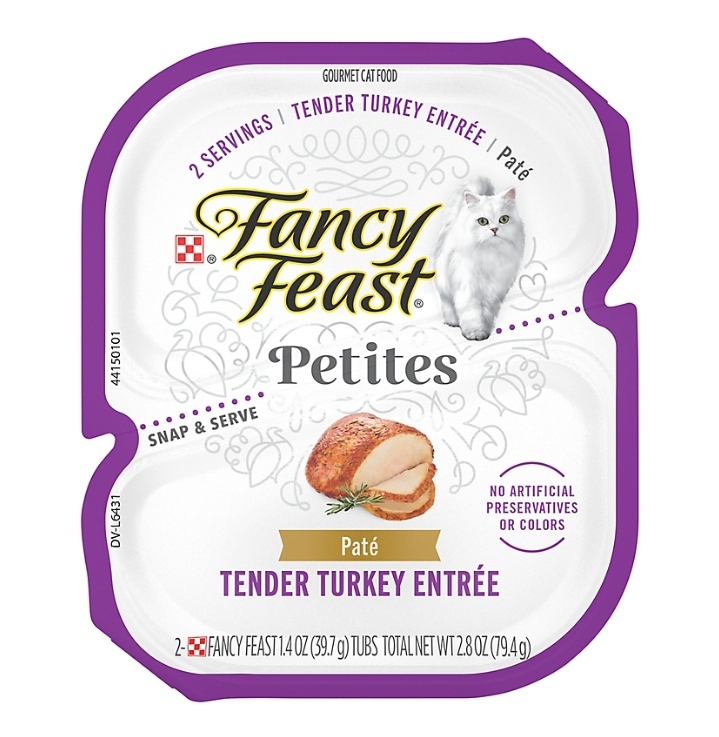 GOURMET CAT FOOD
2 SERVINGS | TENDER TURKEY ENTRÉE | Paté
Fancy
Feast®
®
Petites
44150101
SNAP & SERVE
DV-L6431
NO ARTIFICIAL
PRESERVATIVES
OR COLORS
Paté
TENDER TURKEY ENTRÉE
2- FANCY FEAST 1.4 OZ (39.7 g) TUBS TOTAL NET WT 2.8 OZ (79.4 g)